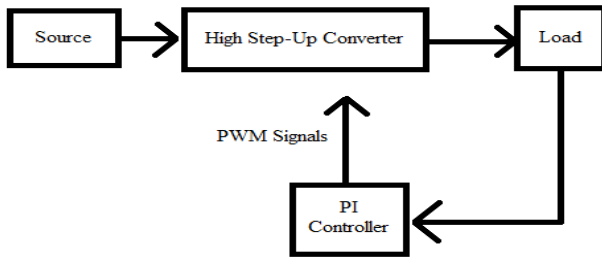 Source
High Step-Up Converter
Load
PWM Signals
PI
Controller